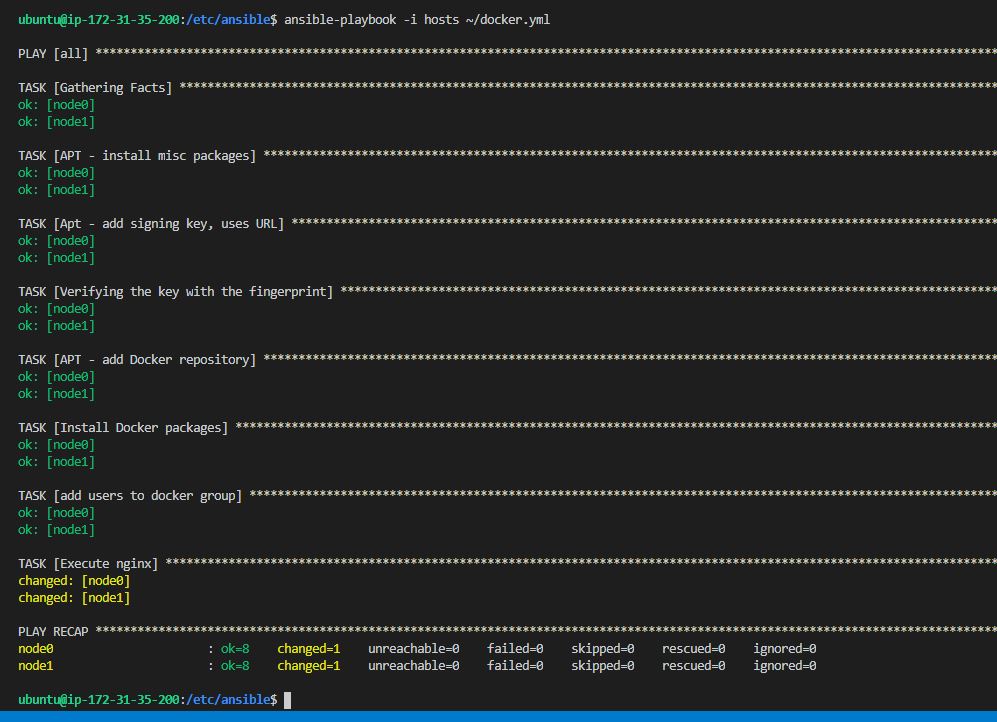 ubuntu@ip-172-31-35-200:/etc/ansible$ ansible-playbook -i hosts ~/docker.yml
PLAY [all] *********************************************************************************************************************************
TASK [Gathering Facts] *********************************************************************************************************************
ok: [node0]
ok: [node1]
TASK [APT - install misc packages] *********************************************************************************************************
ok: [node0]
ok: [node1]
TASK [Apt - add signing key, uses URL] *****************************************************************************************************
ok: [node0]
ok: [node1]
TASK [Verifying the key with the fingerprint] **********************************************************************************************
ok: [node0]
ok: [node1]
TASK [APT - add Docker repository] *********************************************************************************************************
ok: [node0]
ok: [node1]
TASK [Install Docker packages] *************************************************************************************************************
ok: [node0]
ok: [node1]
TASK [add users to docker group] ***********************************************************************************************************
ok: [node0]
ok: [node1]
TASK [Execute nginx] ***********************************************************************************************************************
changed: [node0]
changed: [node1]
PLAY RECAP *********************************************************************************************************************************
node0 : ok=8 changed=1 unreachable=0 failed=0 skipped=0 rescued=0 ignored=0
node1 : ok=8 changed=1 unreachable=0 failed=0 skipped=0 rescued=0 ignored=0
ubuntu@ip-172-31-35-200:/etc/ansible$